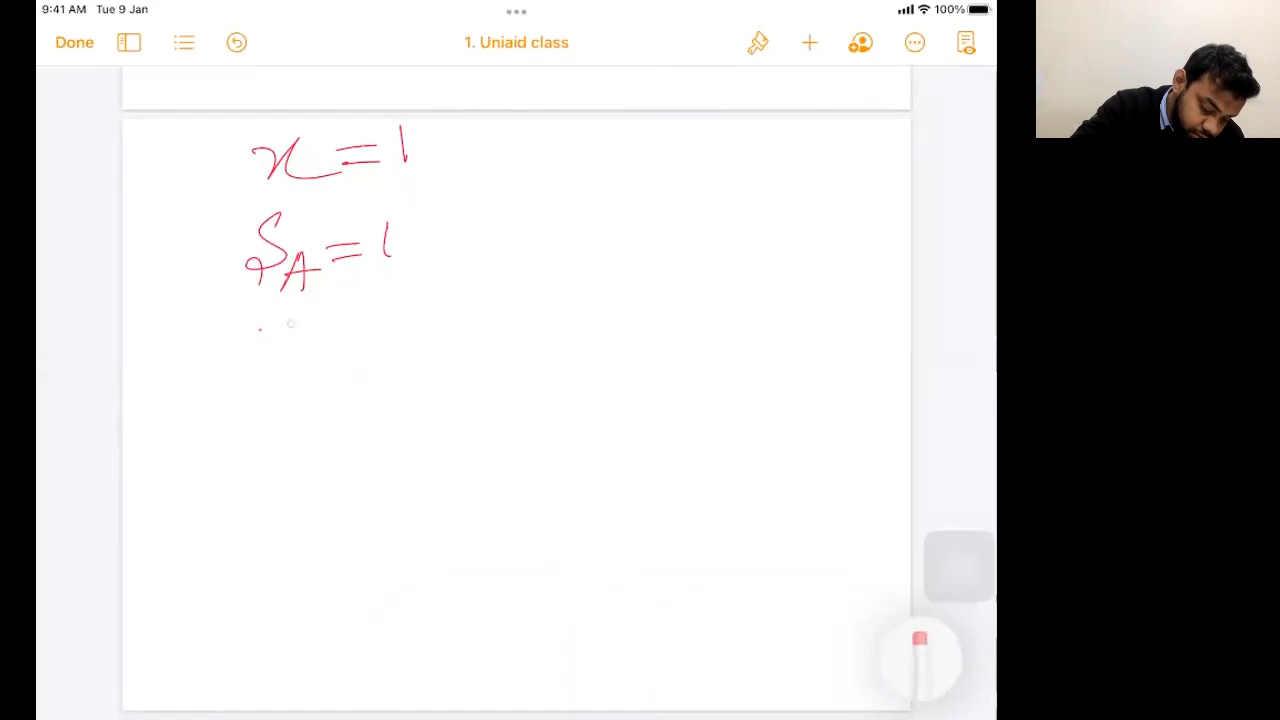 9:41 AM Tue 9 Jan 100%
Done 1. Uniaid class
x = 1
S_A = 1